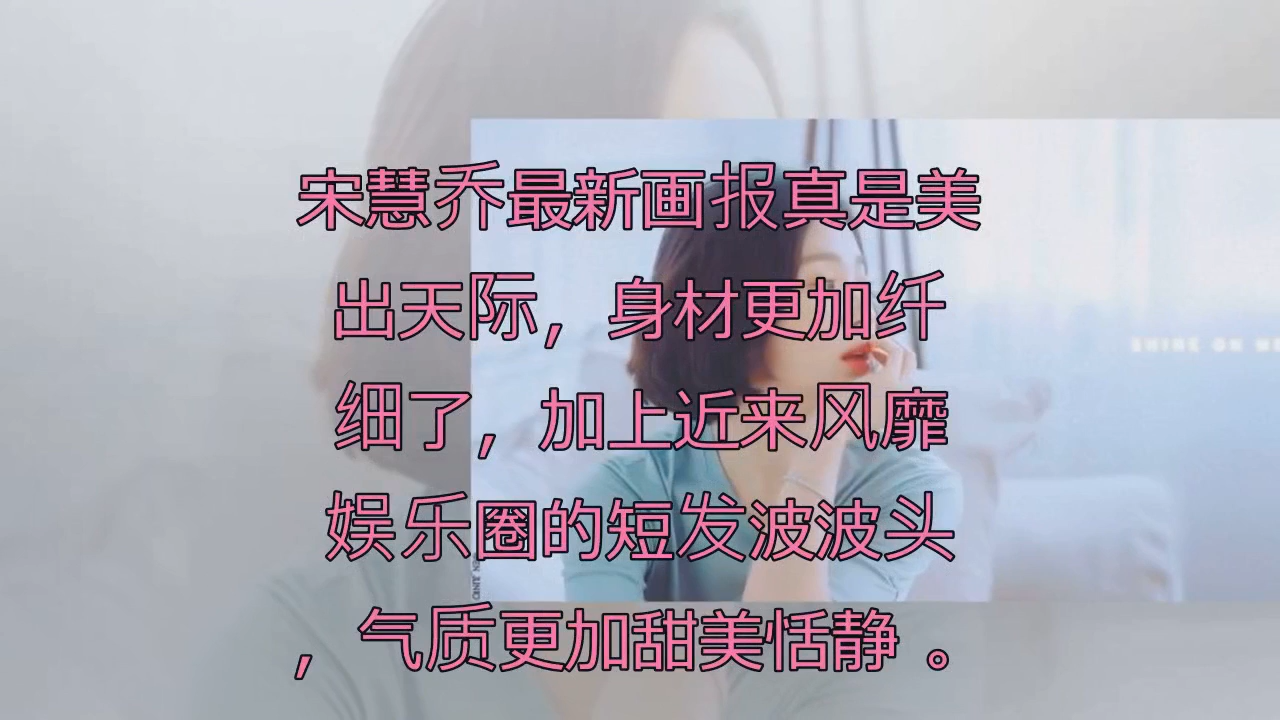 宋慧乔最新画报真是美
出天际，身材更加纤
细了，加上近来风靡
娱乐圈的短发波波头
，气质更加甜美恬静 。
SHINE ON